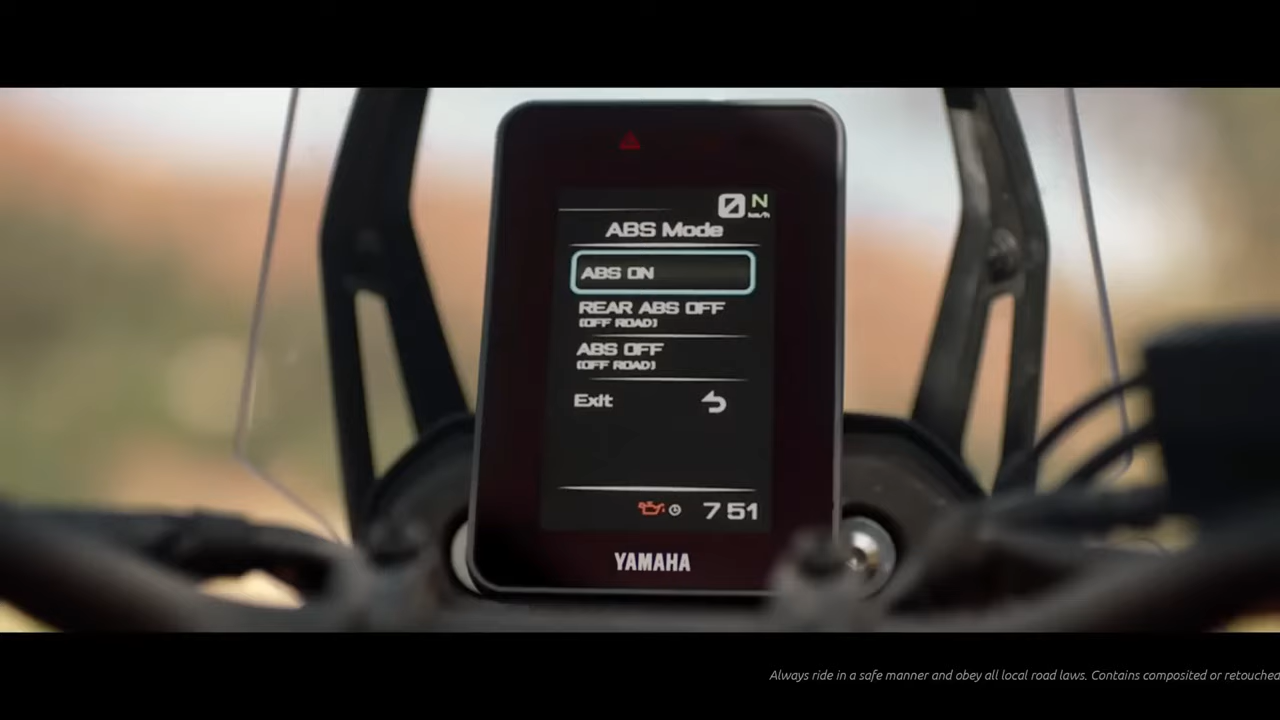 0 N
km/h
ABS Mode
ABS ON
REAR ABS OFF
(OFF ROAD)
ABS OFF
(OFF ROAD)
Exit
7 51
YAMAHA
Always ride in a safe manner and obey all local road laws. Contains composited or retouched